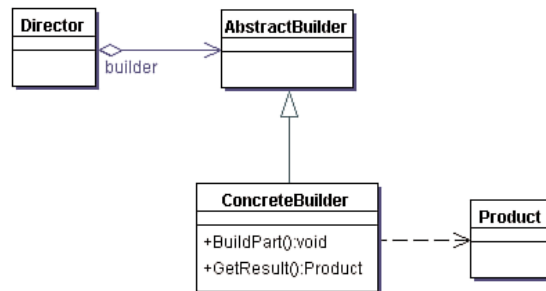 Director
AbstractBuilder
builder
ConcreteBuilder
+BuildPart():void
+GetResult():Product
Product